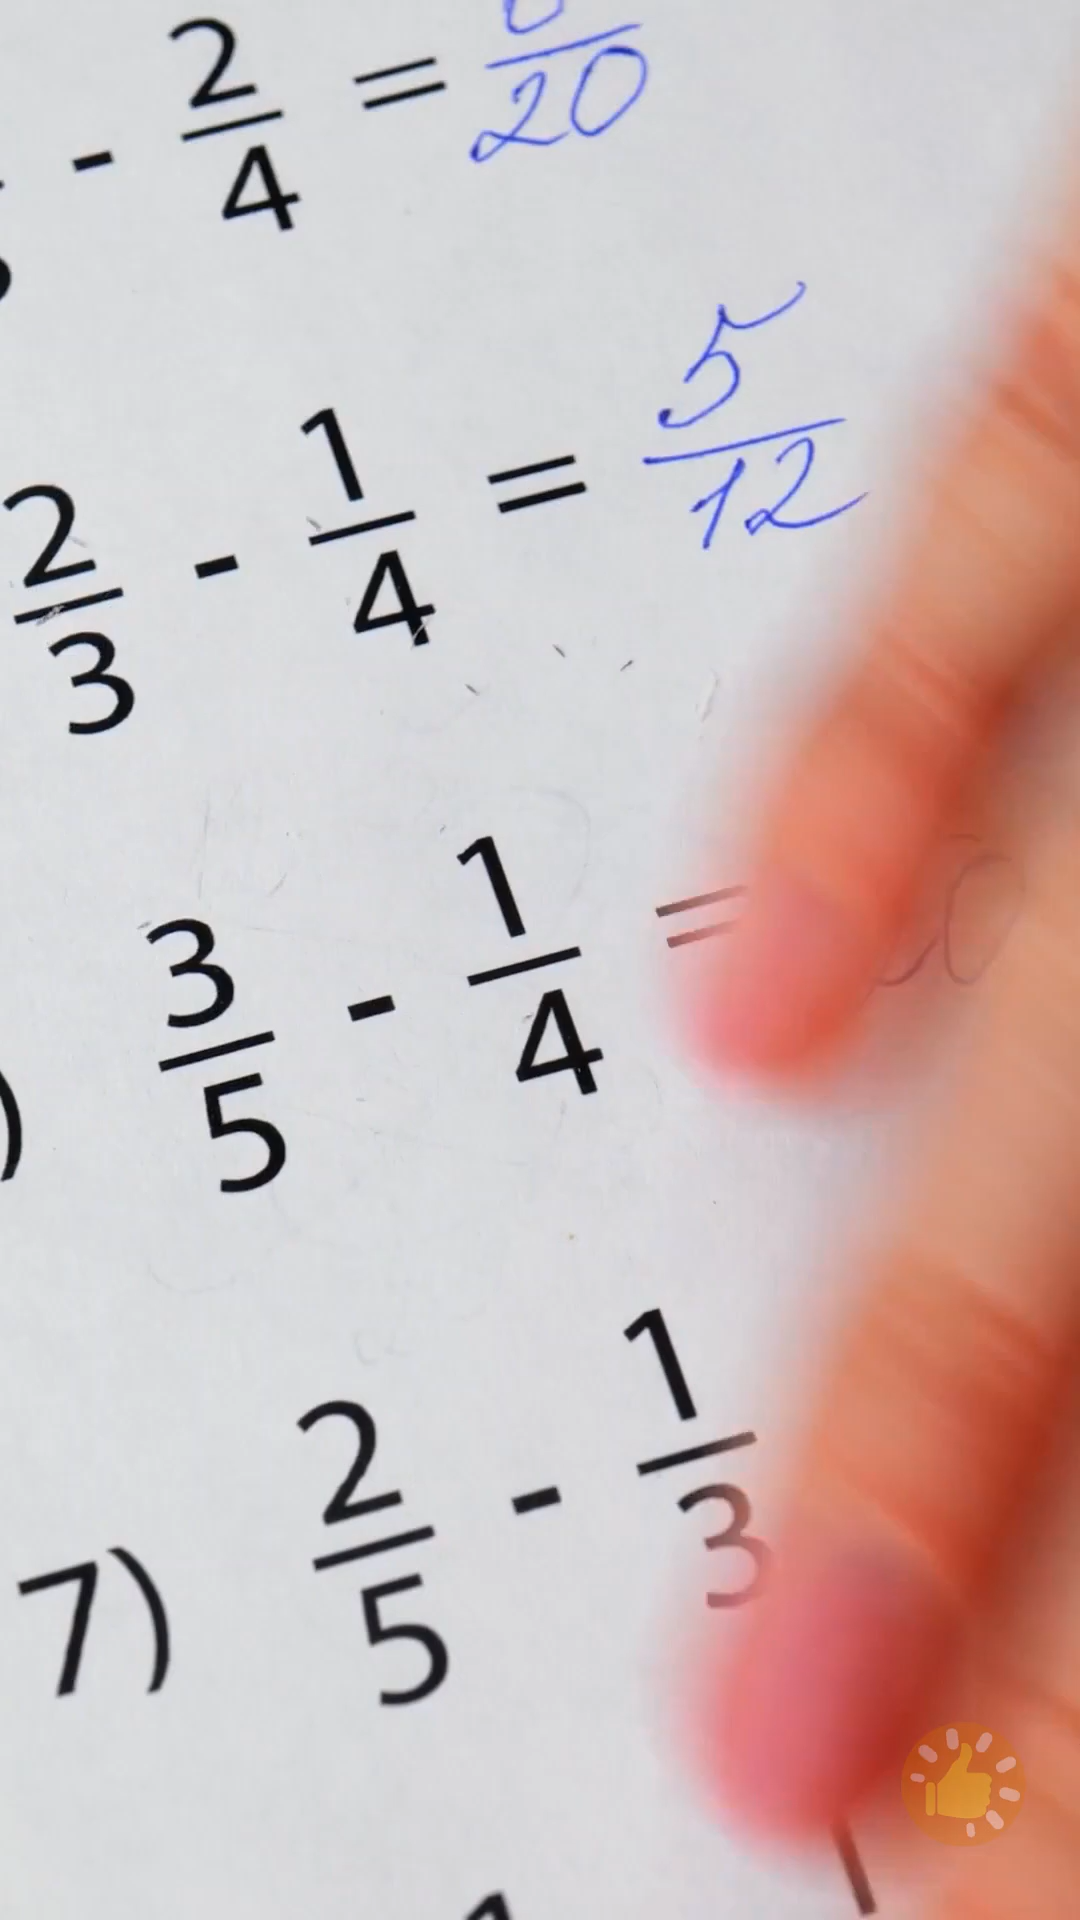 - 2/4 = /20
2/3 - 1/4 = 5/12
) 3/5 - 1/4 =
7) 2/5 - 1/3